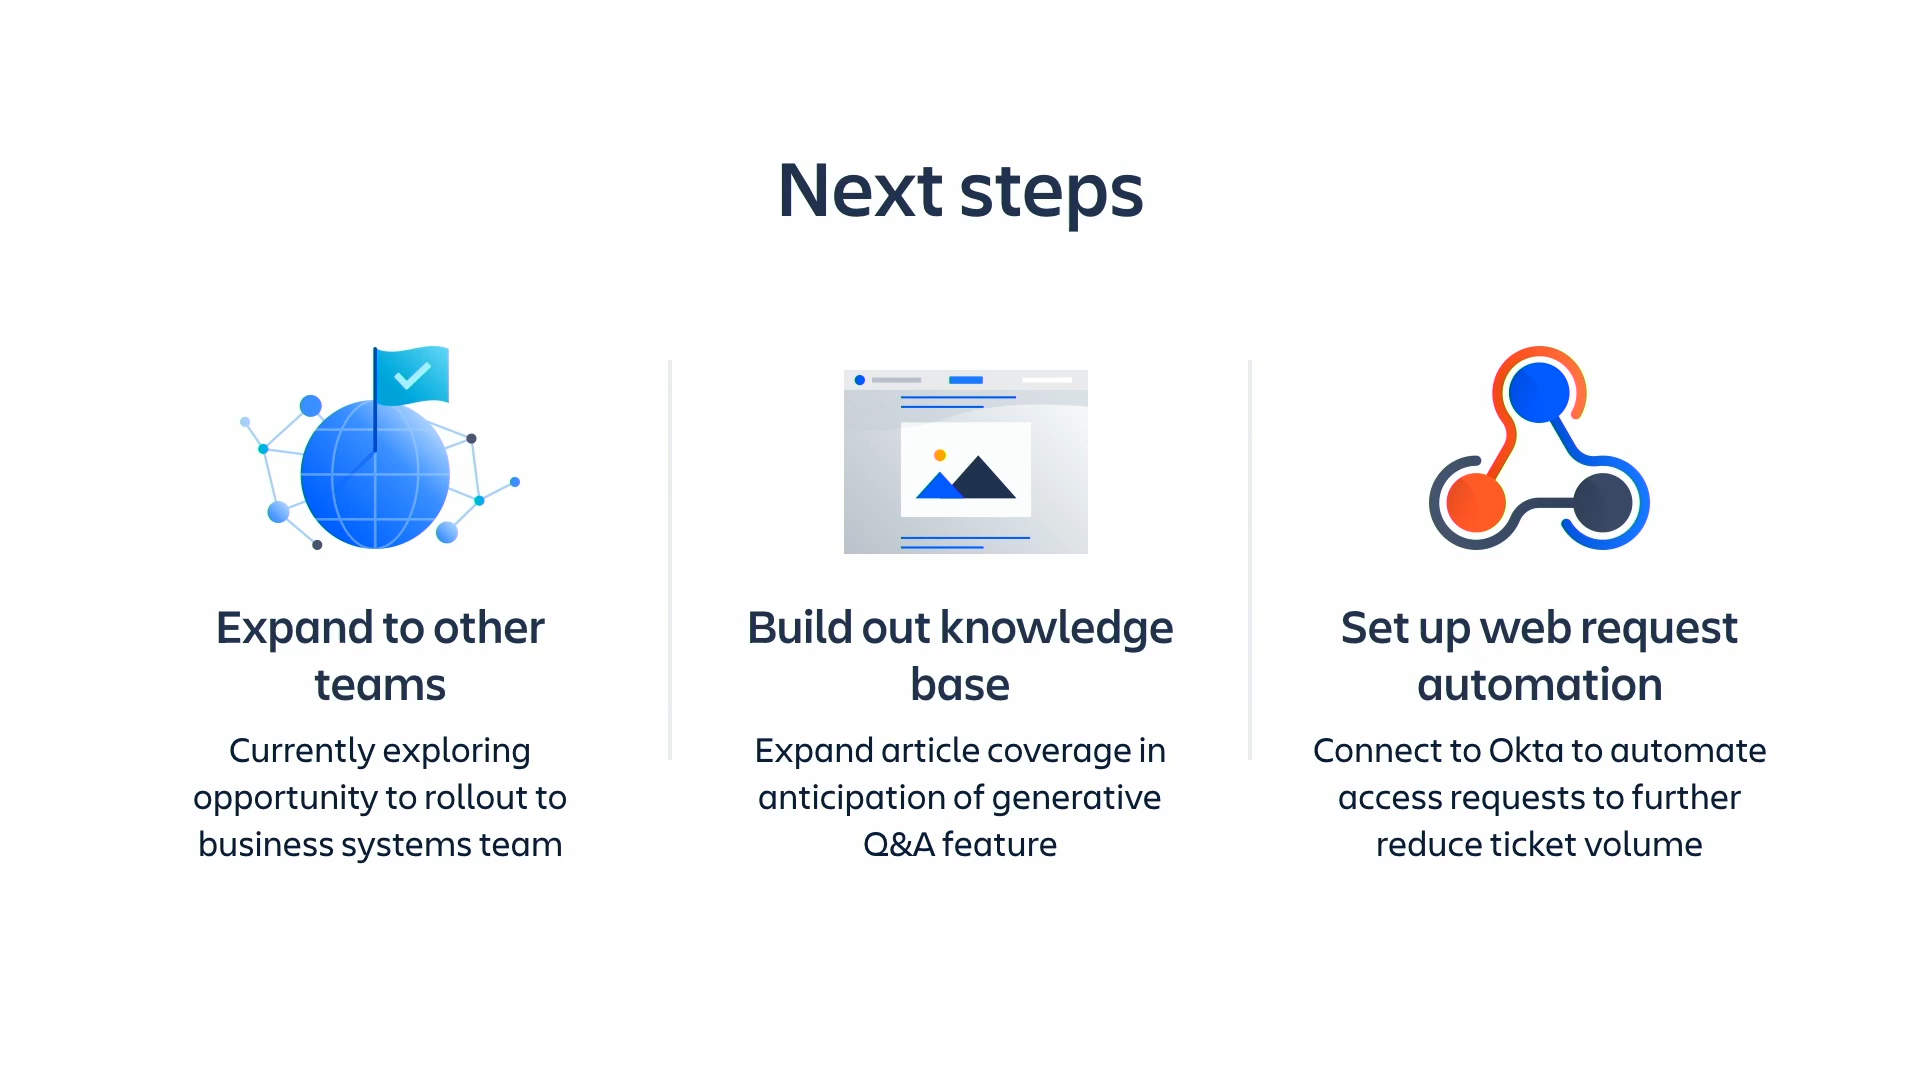 Next steps
Expand to other
teams
Currently exploring
opportunity to rollout to
business systems team
Build out knowledge
base
Expand article coverage in
anticipation of generative
Q&A feature
Set up web request
automation
Connect to Okta to automate
access requests to further
reduce ticket volume